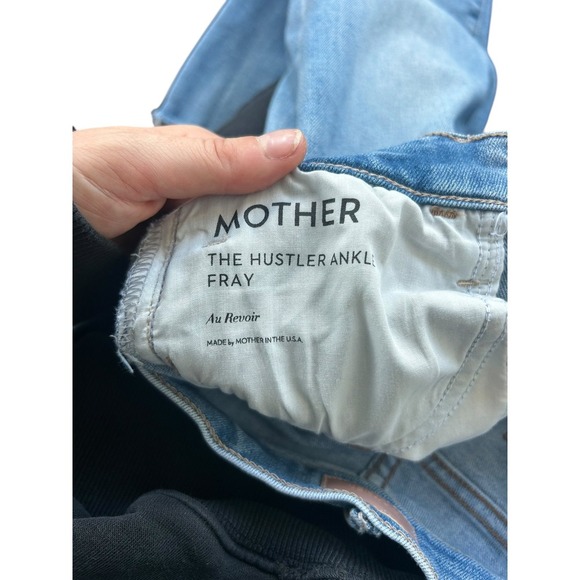 MOTHER
THE HUSTLER ANKLE
FRAY
Au Revoir
MADE by MOTHER IN THE U.S.A.